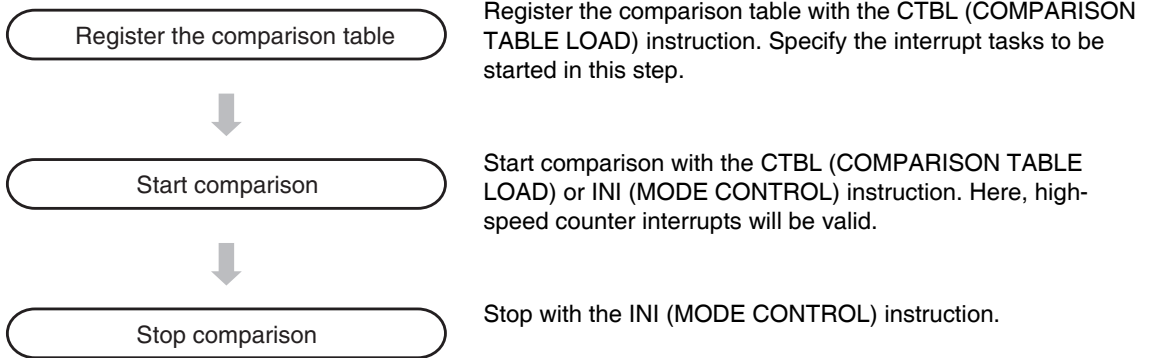 Register the comparison table
Register the comparison table with the CTBL (COMPARISON
TABLE LOAD) instruction. Specify the interrupt tasks to be
started in this step.
Start comparison
Start comparison with the CTBL (COMPARISON TABLE
LOAD) or INI (MODE CONTROL) instruction. Here, high-
speed counter interrupts will be valid.
Stop comparison
Stop with the INI (MODE CONTROL) instruction.